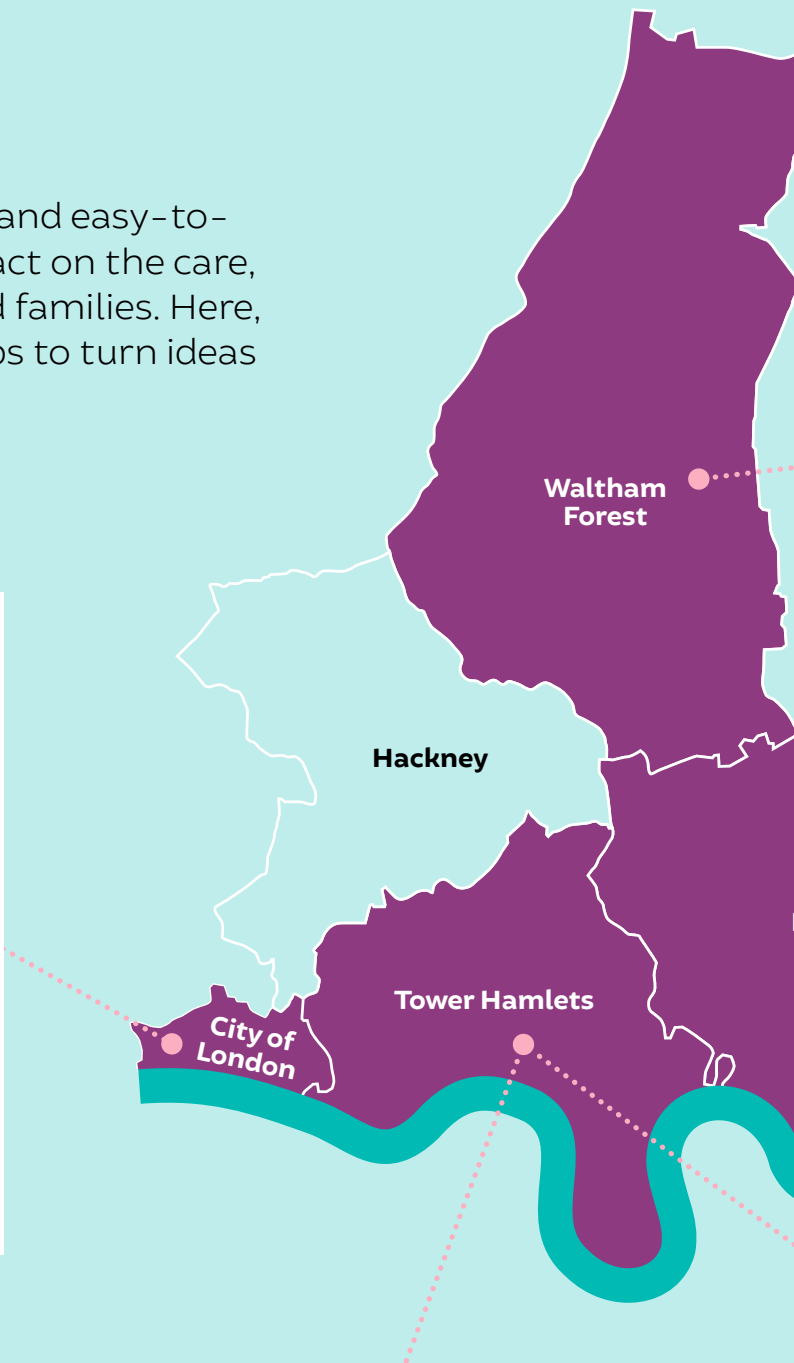 and easy-to-
act on the care,
families. Here,
to turn ideas
Waltham
Forest
Hackney
Tower Hamlets
City of
London